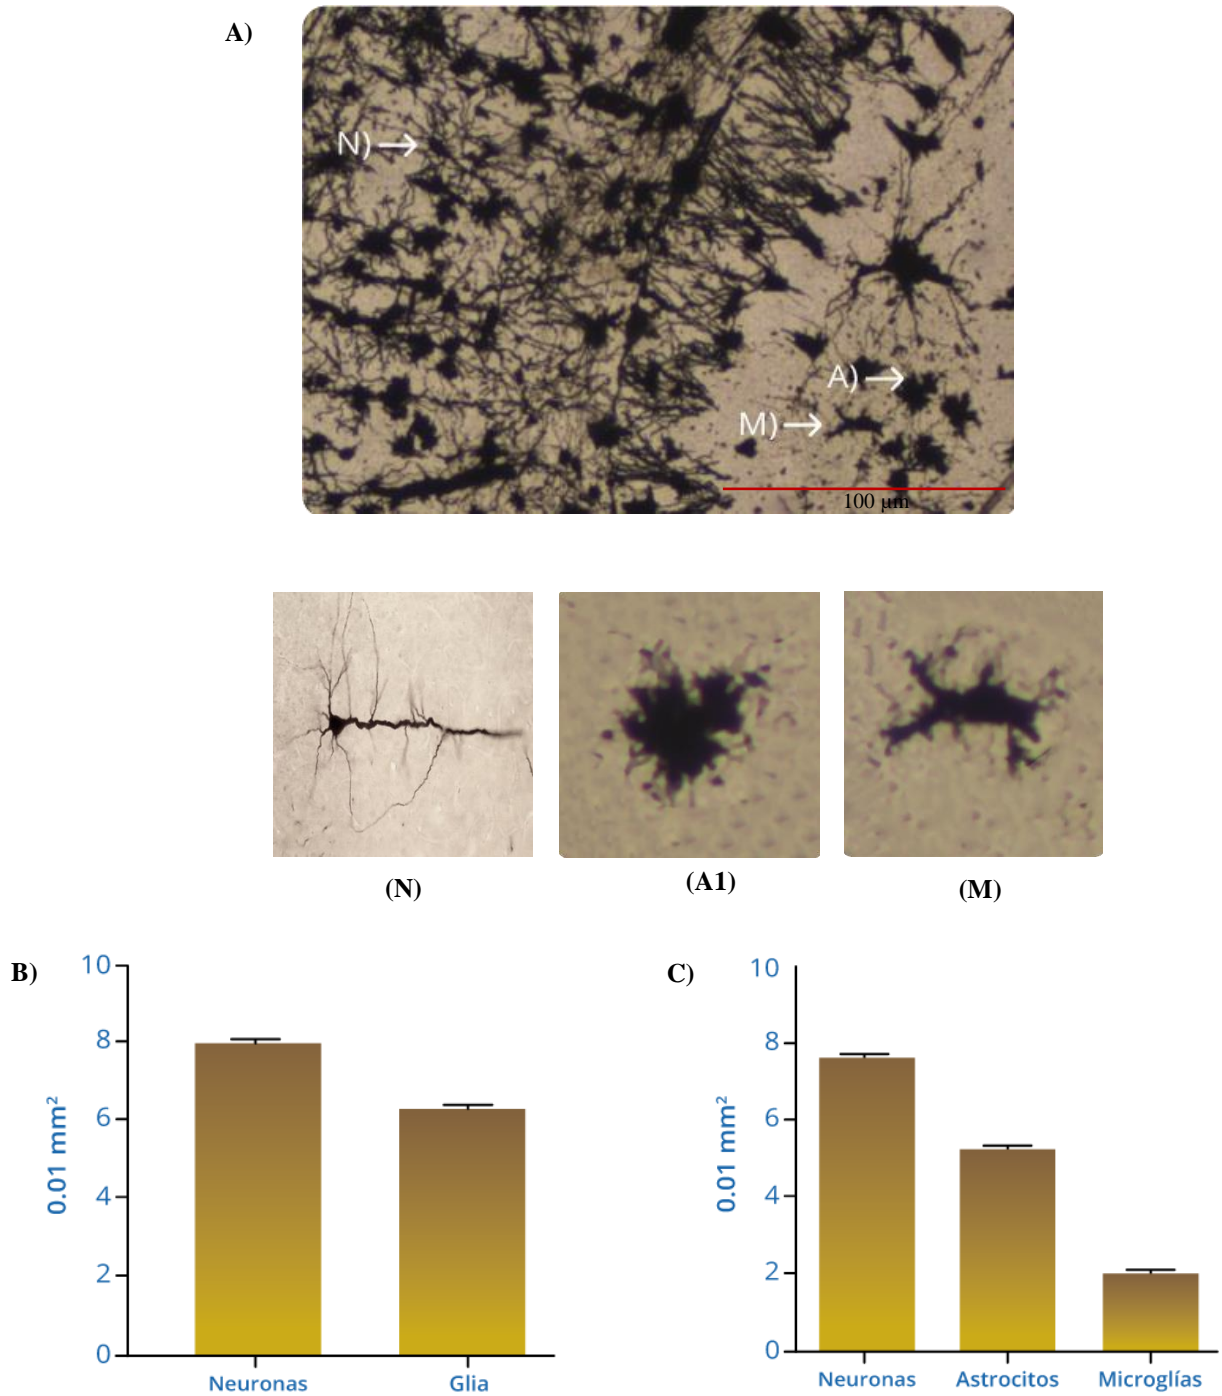 A)
N)
A)
M)
100 µm
(N)
(A1)
(M)
B)
10
8
6
4
2
0
0.01 mm²
Neuronas
Glia
C)
10
8
6
4
2
0
0.01 mm²
Neuronas
Astrocitos
Microglías